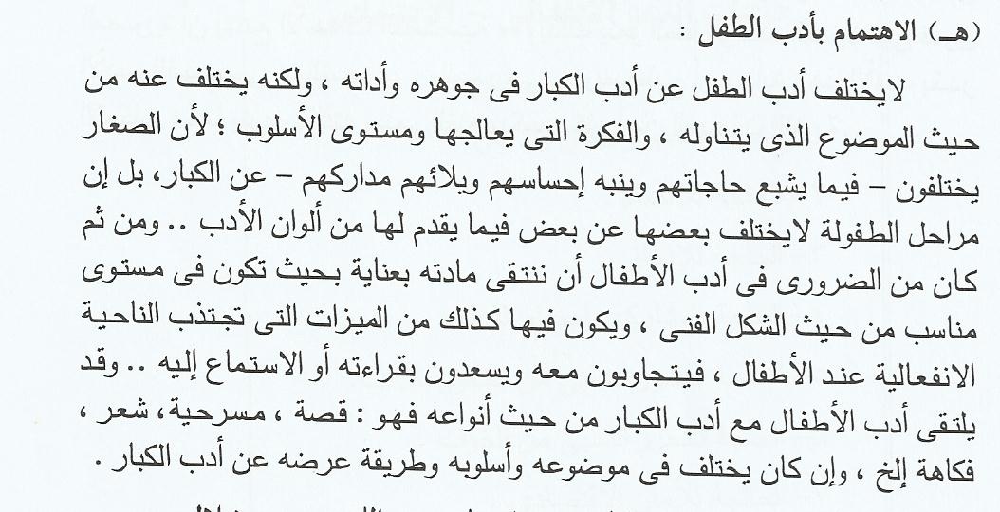 (هـ) الاهتمام بأدب الطفل :
لايختلف أدب الطفل عن أدب الكبار فى جوهره وأداته ، ولكنه يختلف عنه من
حيث الموضوع الذى يتناوله ، والفكرة التى يعالجها ومستوى الأسلوب ؛ لأن الصغار
يختلفون – فيما يشبع حاجاتهم وينبه إحساسهم ويلائهم مداركهم – عن الكبار، بل إن
مراحل الطفولة لايختلف بعضها عن بعض فيما يقدم لها من ألوان الأدب .. ومن ثم
كان من الضرورى فى أدب الأطفال أن ننتقى مادته بعناية بحيث تكون فى مستوى
مناسب من حيث الشكل الفنى ، ويكون فيها كذلك من الميزات التى تجتذب الناحية
الانفعالية عند الأطفال ، فيتجاوبون معه ويسعدون بقراءته أو الاستماع إليه .. وقد
يلتقى أدب الأطفال مع أدب الكبار من حيث أنواعه فهو : قصة ، مسرحية، شعر ،
فكاهة إلخ ، وإن كان يختلف فى موضوعه وأسلوبه وطريقة عرضه عن أدب الكبار .